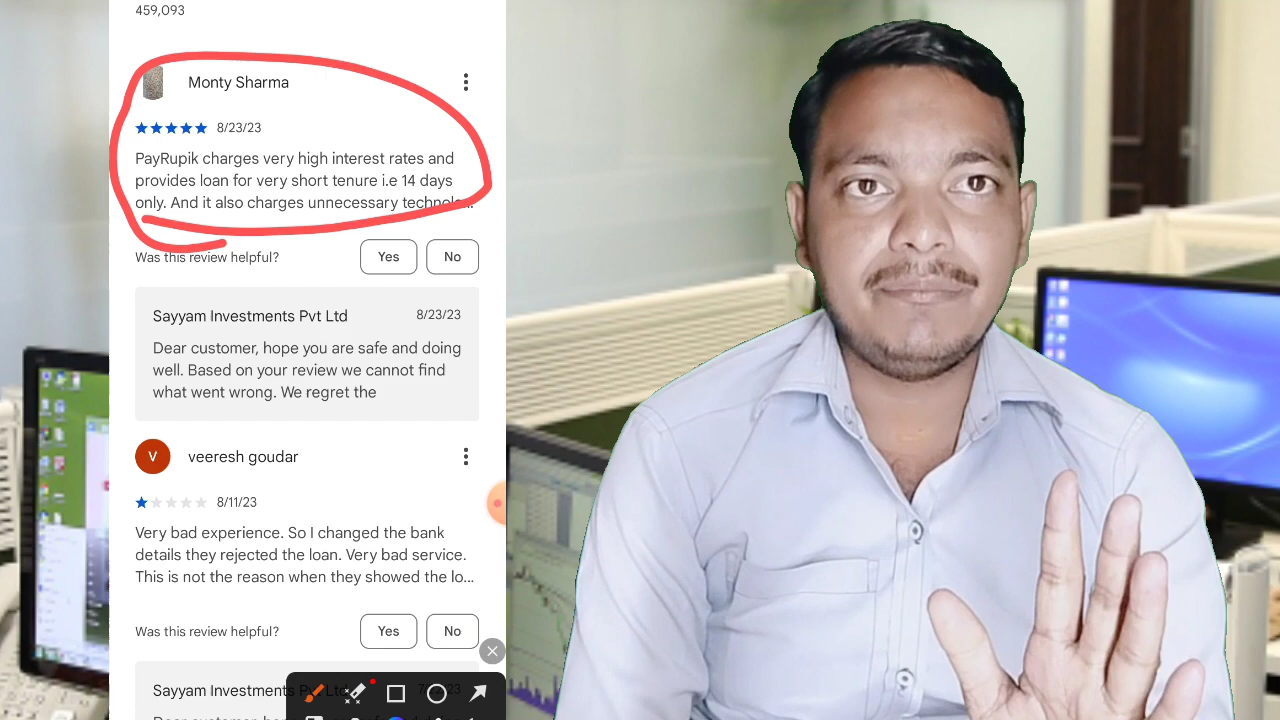 459,093
Monty Sharma
8/23/23
PayRupik charges very high interest rates and
provides loan for very short tenure i.e 14 days
only. And it also charges unnecessary technolo...
Was this review helpful?
Yes
No
Sayyam Investments Pvt Ltd
8/23/23
Dear customer, hope you are safe and doing
well. Based on your review we cannot find
what went wrong. We regret the
V
veeresh goudar
8/11/23
Very bad experience. So I changed the bank
details they rejected the loan. Very bad service.
This is not the reason when they showed the lo...
Was this review helpful?
Yes
No
Sayyam Investments Pvt Ltd